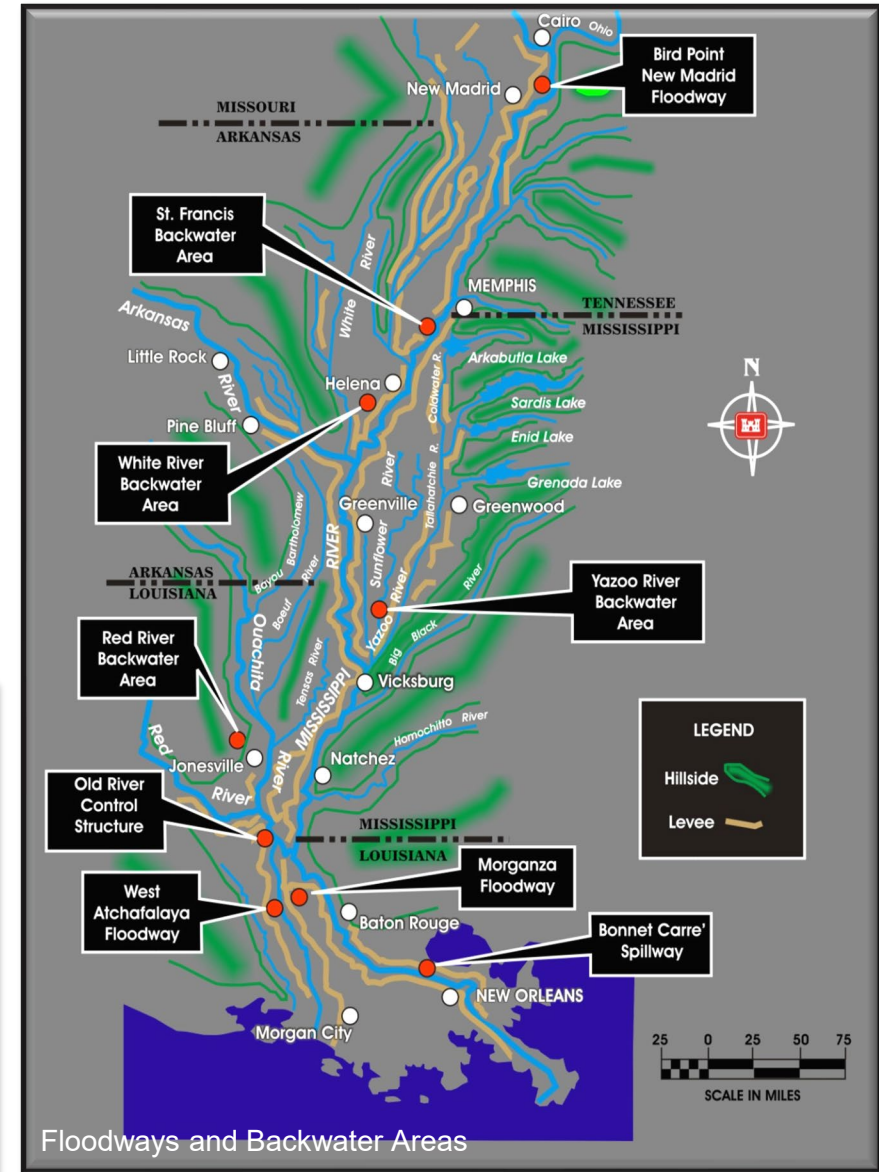 Cairo
Ohio
Bird Point
New Madrid
Floodway
New Madrid
MISSOURI
ARKANSAS
St. Francis
Backwater
Area
White River
MEMPHIS
TENNESSEE
MISSISSIPPI
Arkansas River
Little Rock
Arkabutla Lake
Helena
Coldwater R.
Sardis Lake
Pine Bluff
Enid Lake
White River
Backwater
Area
Grenada Lake
Tallahatchie R.
Greenville
Greenwood
Sunflower River
Bayou Bartholomew
MISSISSIPPI RIVER
ARKANSAS
LOUISIANA
Boeuf River
Yazoo River
Backwater
Area
Yazoo River
Big Black River
Ouachita River
Tensas River
Red River
Backwater
Area
Vicksburg
LEGEND
Hillside
Levee
Homochitto River
Natchez
Jonesville
Red River
Old River
Control
Structure
MISSISSIPPI
LOUISIANA
Morganza
Floodway
West
Atchafalaya
Floodway
Baton Rouge
Bonnet Carre'
Spillway
NEW ORLEANS
Morgan City
N
25 0 25 50 75
SCALE IN MILES
Floodways and Backwater Areas